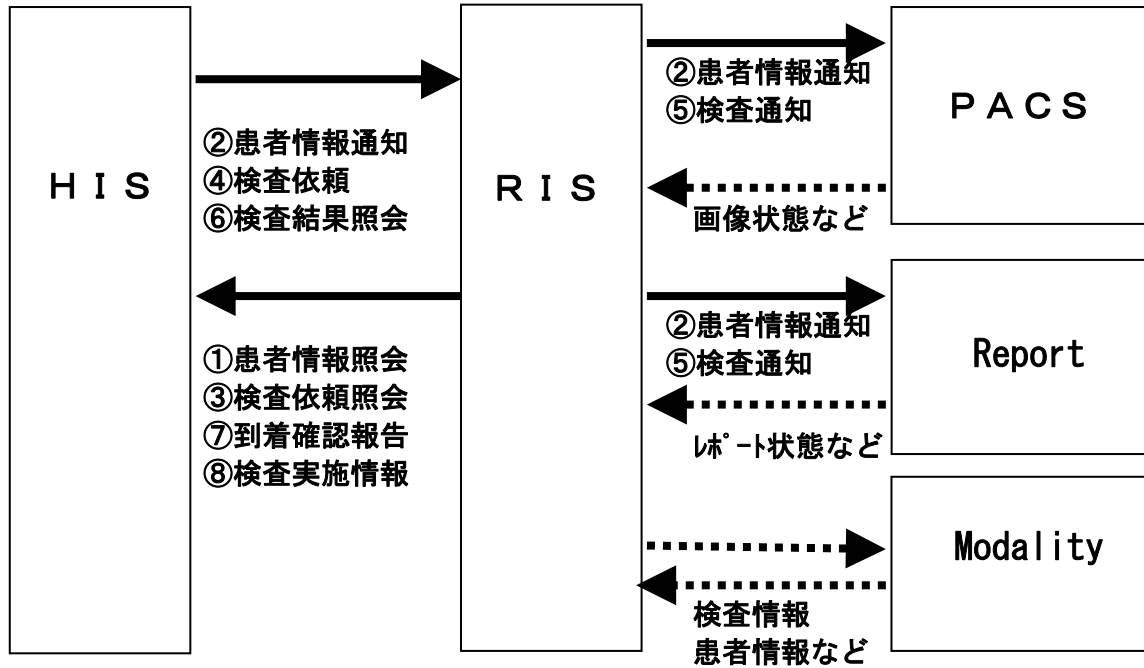 ＨＩＳ
②患者情報通知
④検査依頼
⑥検査結果照会
①患者情報照会
③検査依頼照会
⑦到着確認報告
⑧検査実施情報
ＲＩＳ
②患者情報通知
⑤検査通知
画像状態など
ＰＡＣＳ
②患者情報通知
⑤検査通知
ﾚﾎﾟｰﾄ状態など
Report
検査情報
患者情報など
Modality